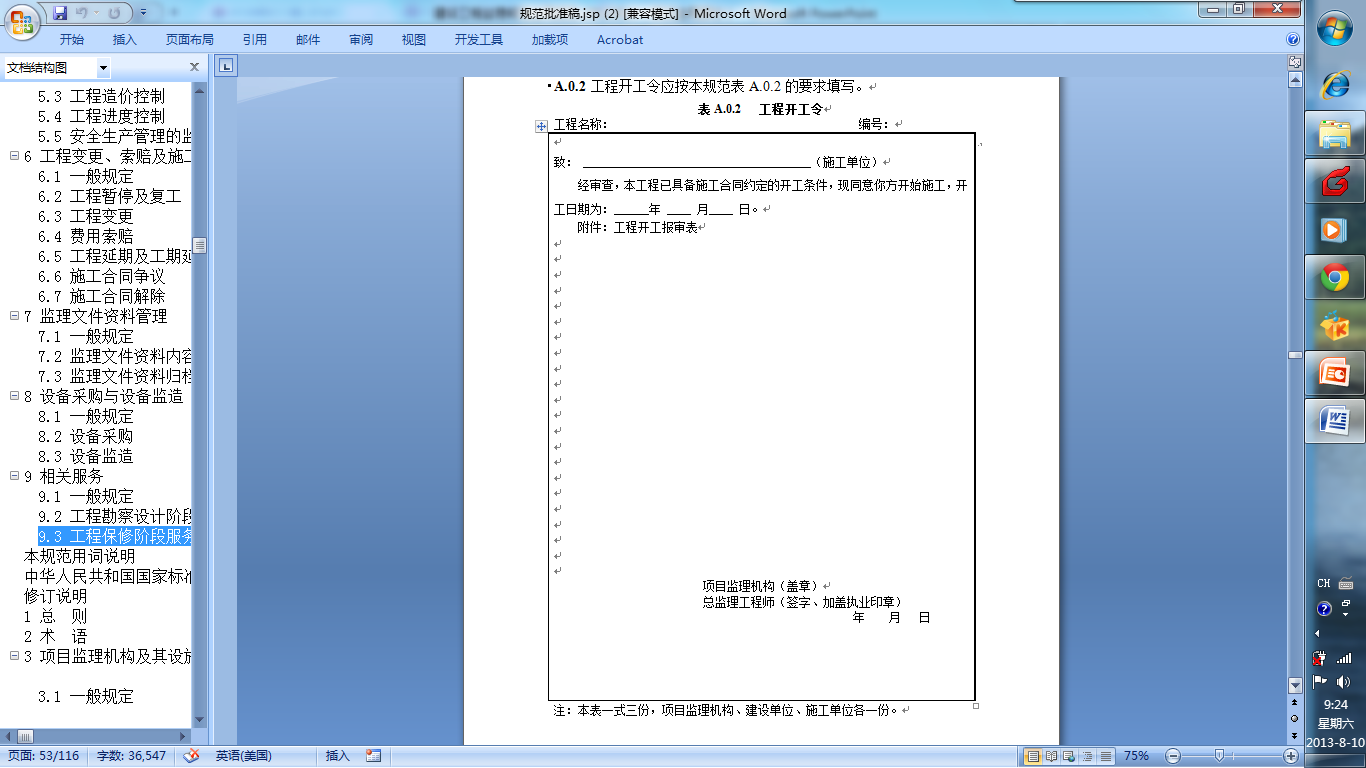 规范批准稿.jsp (2) [兼容模式] - Microsoft Word
开始 插入 页面布局 引用 邮件 审阅 视图 开发工具 加载项 Acrobat
文档结构图
5.3 工程造价控制
5.4 工程进度控制
5.5 安全生产管理的监
6 工程变更、索赔及施工
6.1 一般规定
6.2 工程暂停及复工
6.3 工程变更
6.4 费用索赔
6.5 工程延期及工期延
6.6 施工合同争议
6.7 施工合同解除
7 监理文件资料管理
7.1 一般规定
7.2 监理文件资料内容
7.3 监理文件资料归档
8 设备采购与设备监造
8.1 一般规定
8.2 设备采购
8.3 设备监造
9 相关服务
9.1 一般规定
9.2 工程勘察设计阶段
9.3 工程保修阶段服务
本规范用词说明
中华人民共和国国家标准
修订说明
1 总 则
2 术 语
3 项目监理机构及其设施
3.1 一般规定
A.0.2 工程开工令应按本规范表 A.0.2 的要求填写。
表 A.0.2 工程开工令
工程名称： 编号：
致：______（施工单位）
经审查，本工程已具备施工合同约定的开工条件，现同意你方开始施工，开
工日期为：_____年 ____ 月____ 日。
附件：工程开工报审表
项目监理机构（盖章）
总监理工程师（签字、加盖执业印章）
年 月 日
注：本表一式三份，项目监理机构、建设单位、施工单位各一份。
页面: 53/116 字数: 36,547 英语(美国) 插入 75%
CH
9:24
星期六
2013-8-10